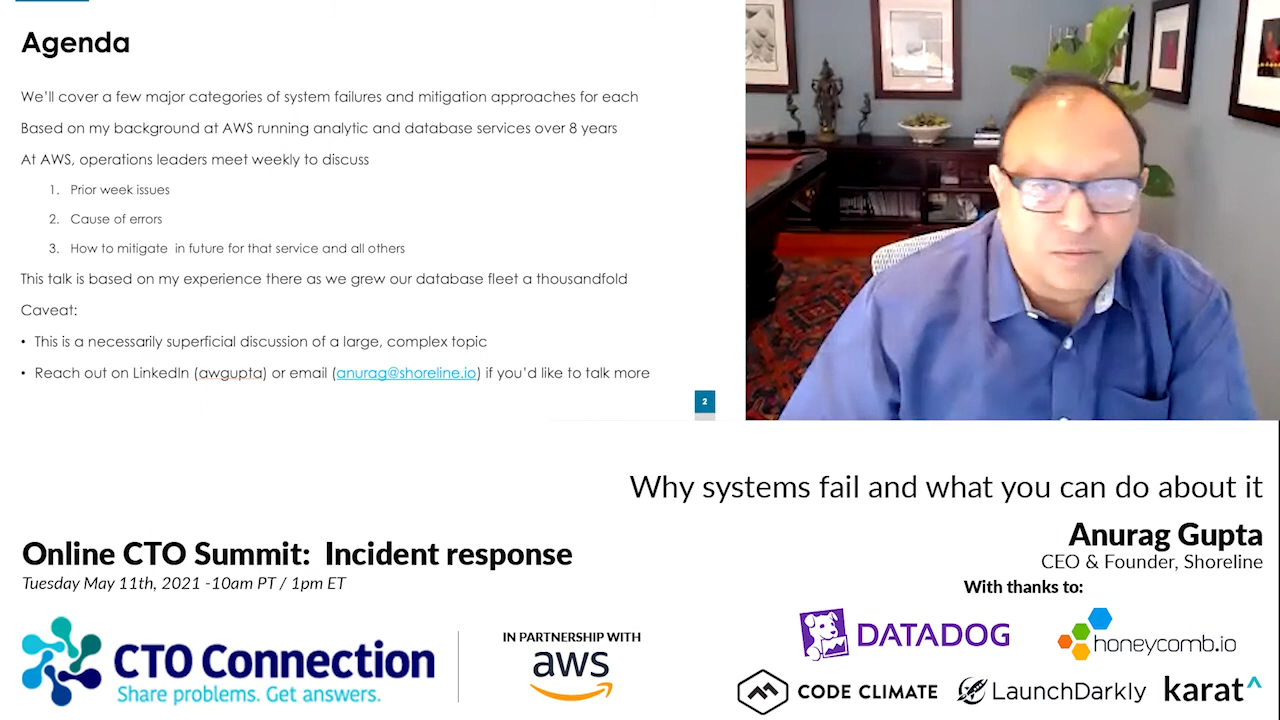 Agenda
We'll cover a few major categories of system failures and mitigation approaches for each
Based on my background at AWS running analytic and database services over 8 years
At AWS, operations leaders meet weekly to discuss
1. Prior week issues
2. Cause of errors
3. How to mitigate in future for that service and all others
This talk is based on my experience there as we grew our database fleet a thousandfold
Caveat:
• This is a necessarily superficial discussion of a large, complex topic
• Reach out on LinkedIn (awgupta) or email (anurag@shoreline.io) if you'd like to talk more
2
Why systems fail and what you can do about it
Anurag Gupta
CEO & Founder, Shoreline
Online CTO Summit: Incident response
Tuesday May 11th, 2021 -10am PT / 1pm ET
With thanks to:
CTO Connection
Share problems. Get answers.
IN PARTNERSHIP WITH
aws
DATADOG
honeycomb.io
CODE CLIMATE
LaunchDarkly
karat^